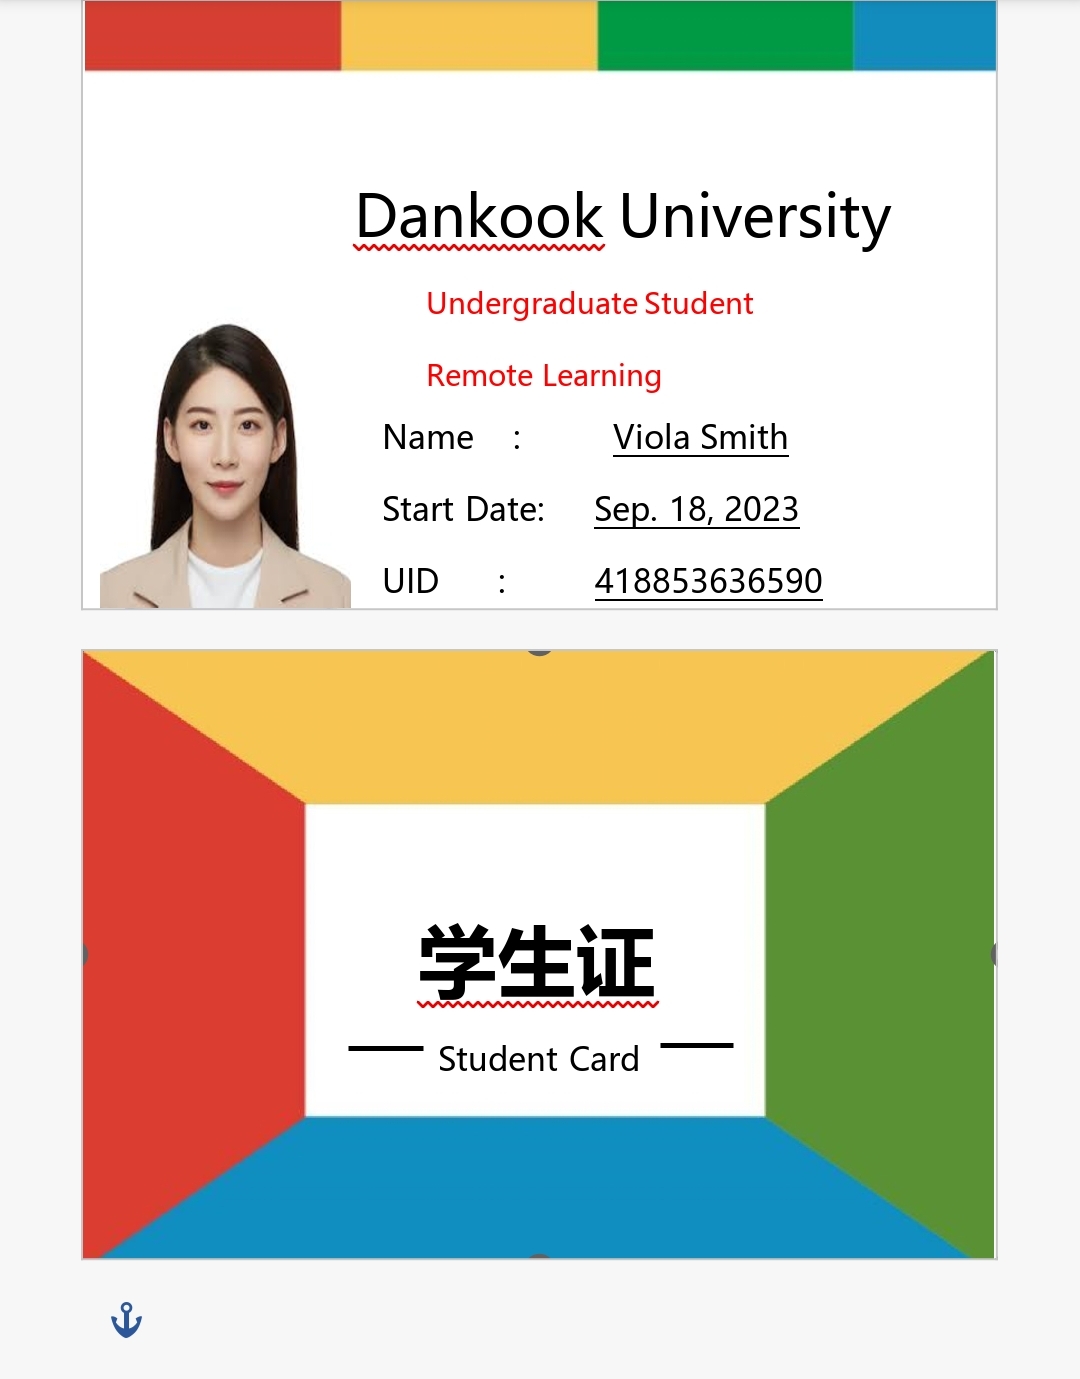 Dankook University
Undergraduate Student
Remote Learning
Name : Viola Smith
Start Date: Sep. 18, 2023
UID : 418853636590
学生证
Student Card